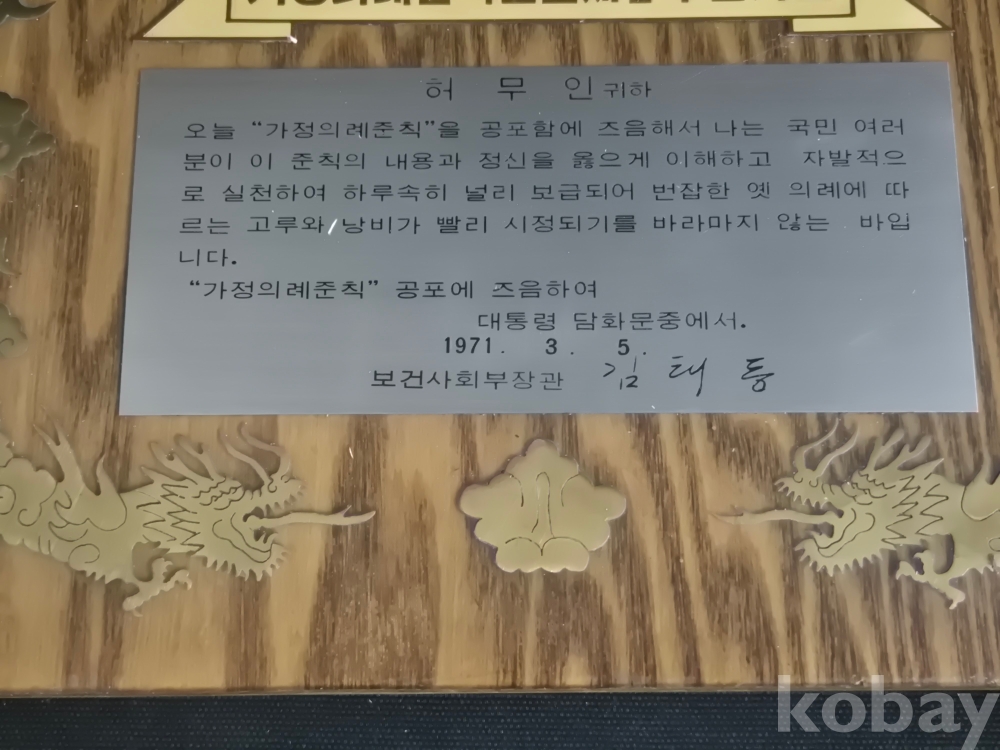 허 무 인 귀하
오늘 “가정의례준칙”을 공포함에 즈음해서 나는 국민 여러
분이 이 준칙의 내용과 정신을 옳으게 이해하고 자발적으
로 실천하여 하루속히 널리 보급되어 번잡한 옛 의례에 따
르는 고루와 낭비가 빨리 시정되기를 바라마지 않는 바입
니다.
“가정의례준칙” 공포에 즈음하여
대통령 담화문중에서.
1971. 3. 5.
보건사회부장관 김태동
kobay